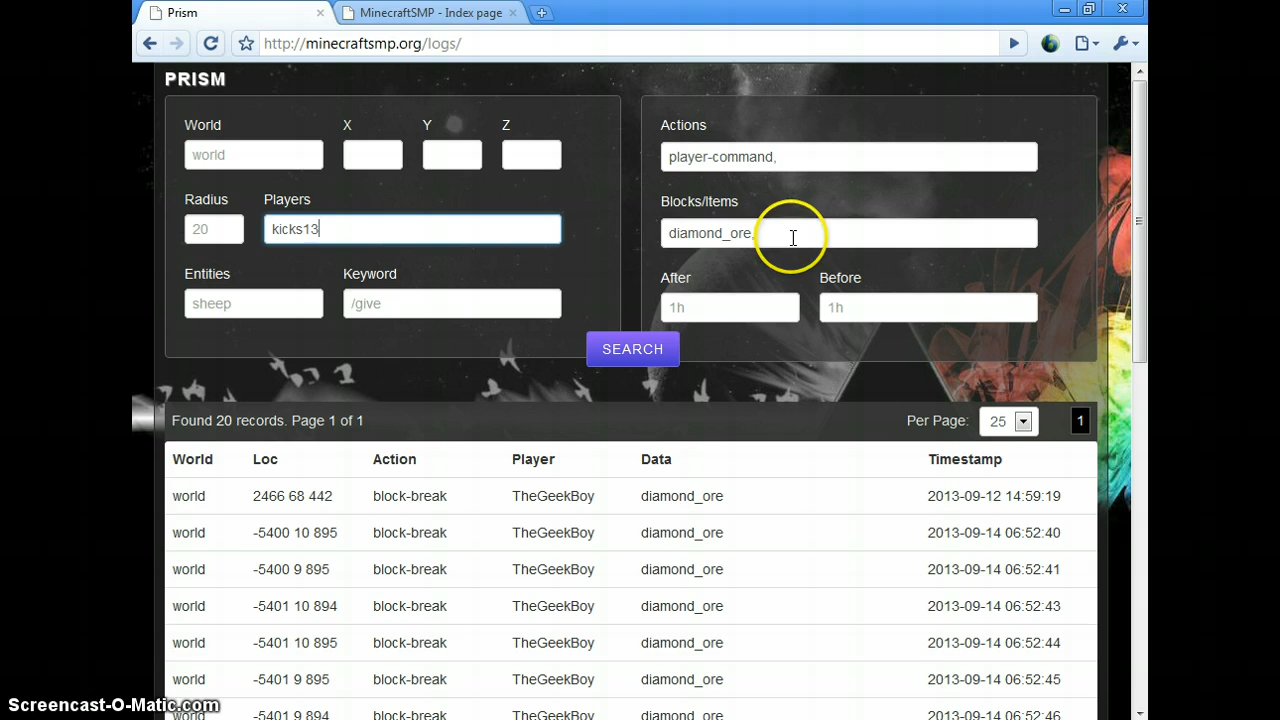 Prism
MinecraftSMP - Index page
http://minecraftsmp.org/logs/
PRISM
World X Y Z
world
Radius Players
20 kicks13
Entities Keyword
sheep /give
Actions
player-command,
Blocks/Items
diamond_ore,
After Before
1h 1h
SEARCH
Found 20 records. Page 1 of 1 Per Page: 25 1
World Loc Action Player Data Timestamp
world 2466 68 442 block-break TheGeekBoy diamond_ore 2013-09-12 14:59:19
world -5400 10 895 block-break TheGeekBoy diamond_ore 2013-09-14 06:52:40
world -5400 9 895 block-break TheGeekBoy diamond_ore 2013-09-14 06:52:41
world -5401 10 894 block-break TheGeekBoy diamond_ore 2013-09-14 06:52:43
world -5401 10 895 block-break TheGeekBoy diamond_ore 2013-09-14 06:52:44
world -5401 9 895 block-break TheGeekBoy diamond_ore 2013-09-14 06:52:45
world -5401 9 894 block-break TheGeekBoy diamond_ore 2013-09-14 06:52:46
Screencast-O-Matic.com